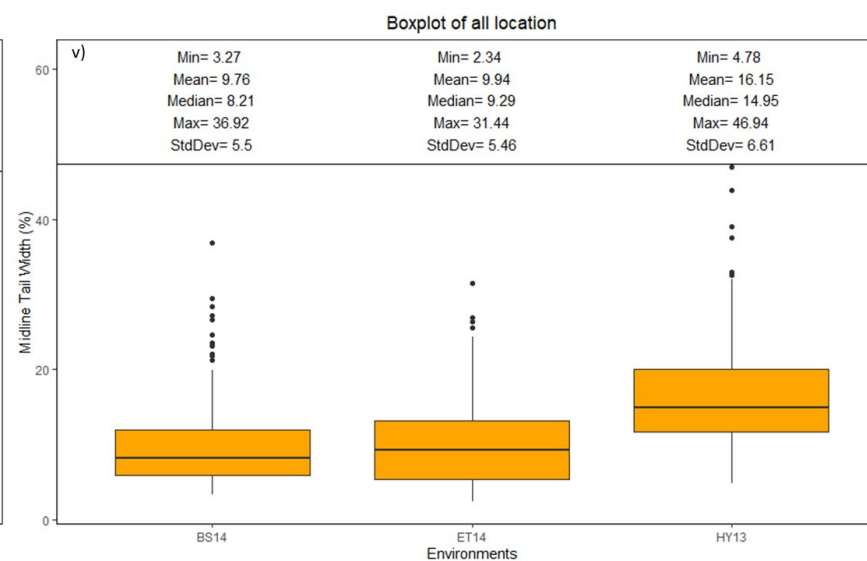 Boxplot of all location
v)
Min= 3.27
Mean= 9.76
Median= 8.21
Max= 36.92
StdDev= 5.5
Min= 2.34
Mean= 9.94
Median= 9.29
Max= 31.44
StdDev= 5.46
Min= 4.78
Mean= 16.15
Median= 14.95
Max= 46.94
StdDev= 6.61
Midline Tail Width (%)
60
40
20
0
BS14
ET14
HY13
Environments